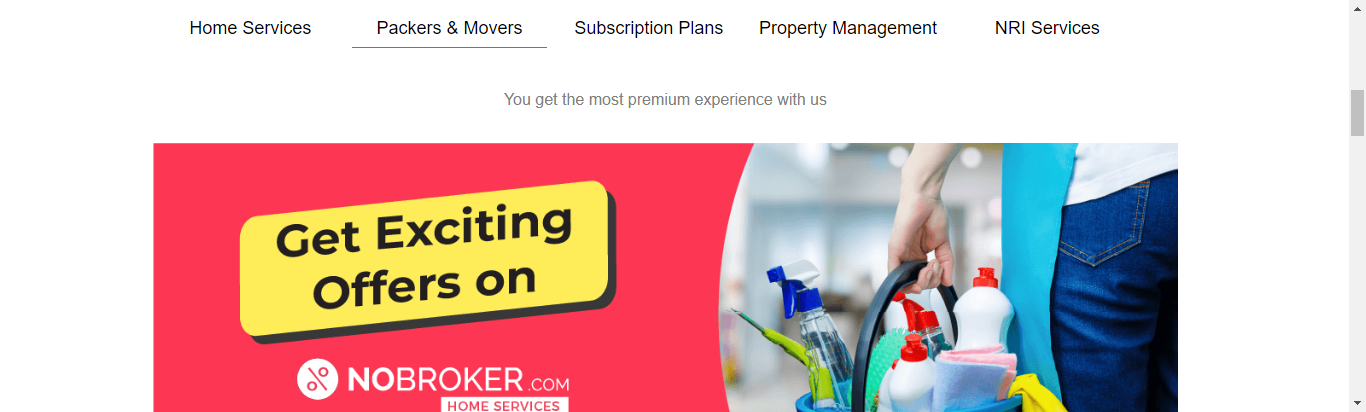 Home Services Packers & Movers Subscription Plans Property Management NRI Services
You get the most premium experience with us
Get Exciting
Offers on
NOBROKER.COM
HOME SERVICES